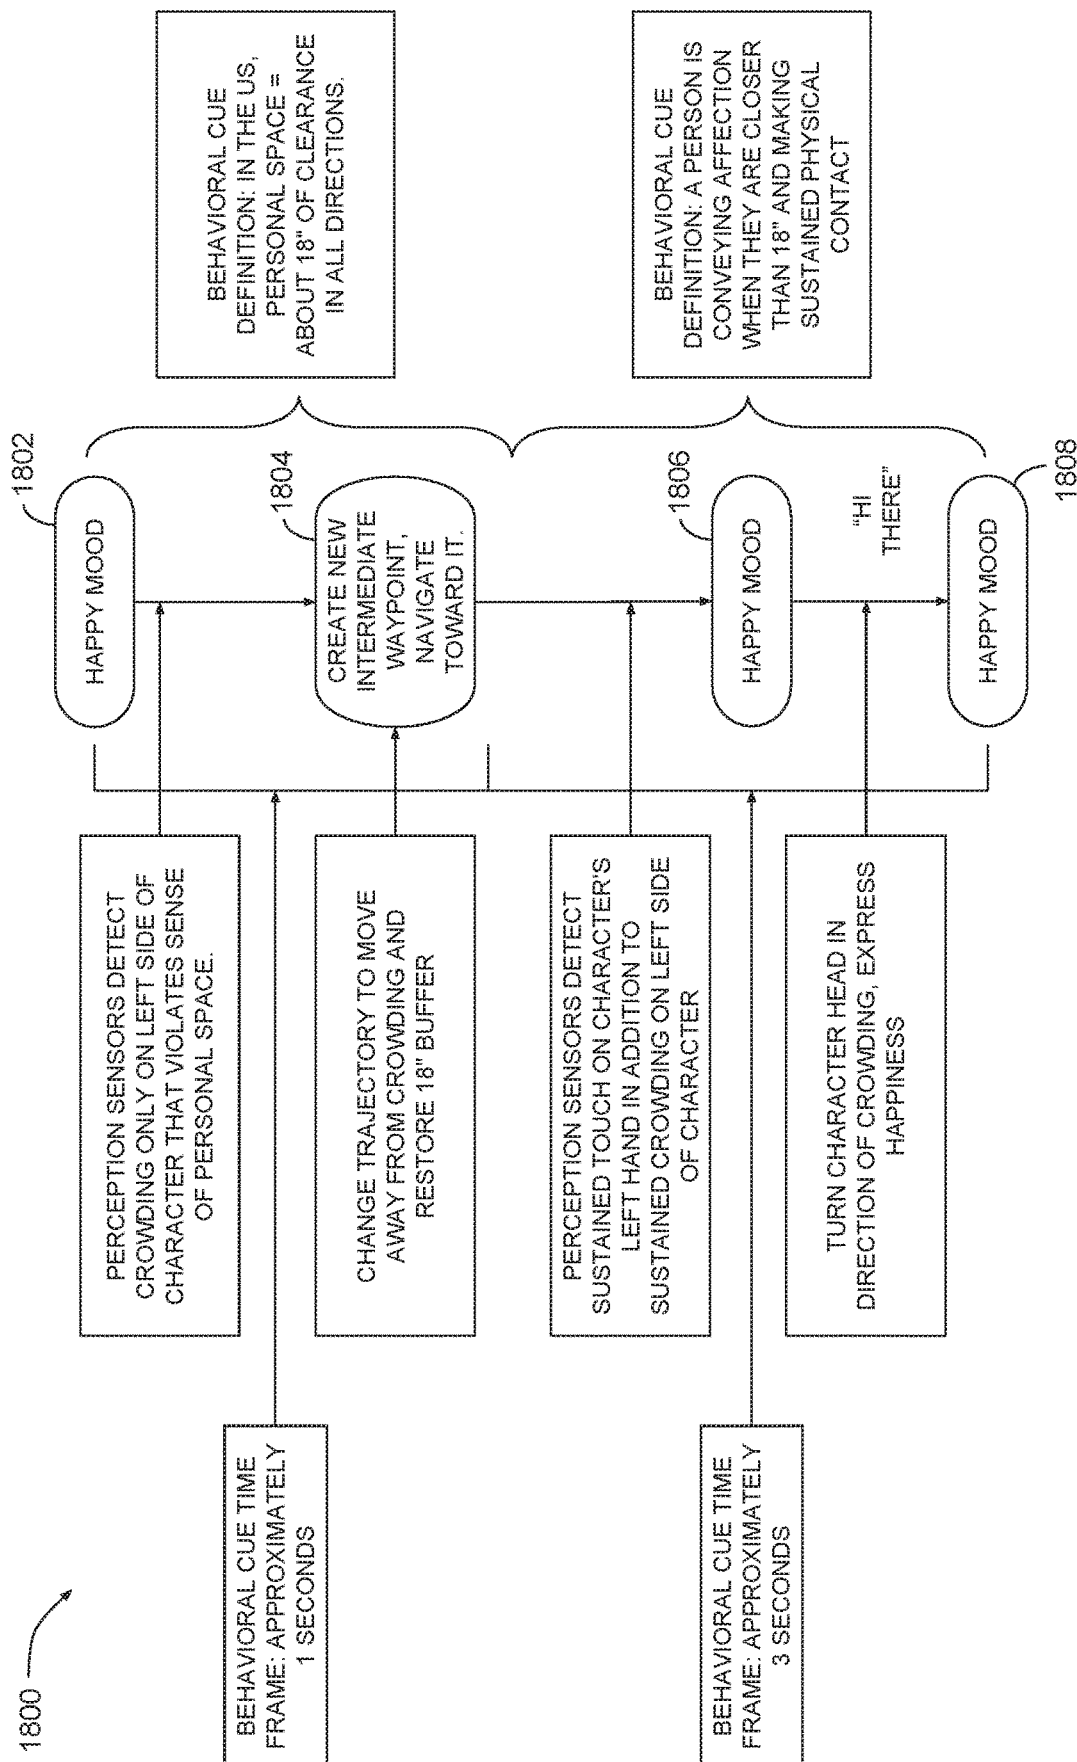 1800
BEHAVIORAL CUE TIME
FRAME: APPROXIMATELY
1 SECONDS
BEHAVIORAL CUE TIME
FRAME: APPROXIMATELY
3 SECONDS
PERCEPTION SENSORS DETECT
CROWDING ONLY ON LEFT SIDE OF
CHARACTER THAT VIOLATES SENSE
OF PERSONAL SPACE.
CHANGE TRAJECTORY TO MOVE
AWAY FROM CROWDING AND
RESTORE 18" BUFFER
PERCEPTION SENSORS DETECT
SUSTAINED TOUCH ON CHARACTER'S
LEFT HAND IN ADDITION TO
SUSTAINED CROWDING ON LEFT SIDE
OF CHARACTER
TURN CHARACTER HEAD IN
DIRECTION OF CROWDING, EXPRESS
HAPPINESS
1802
HAPPY MOOD
1804
CREATE NEW
INTERMEDIATE
WAYPOINT,
NAVIGATE
TOWARD IT.
1806
HAPPY MOOD
"HI
THERE"
1808
HAPPY MOOD
BEHAVIORAL CUE
DEFINITION: IN THE US,
PERSONAL SPACE =
ABOUT 18" OF CLEARANCE
IN ALL DIRECTIONS.
BEHAVIORAL CUE
DEFINITION: A PERSON IS
CONVEYING AFFECTION
WHEN THEY ARE CLOSER
THAN 18" AND MAKING
SUSTAINED PHYSICAL
CONTACT